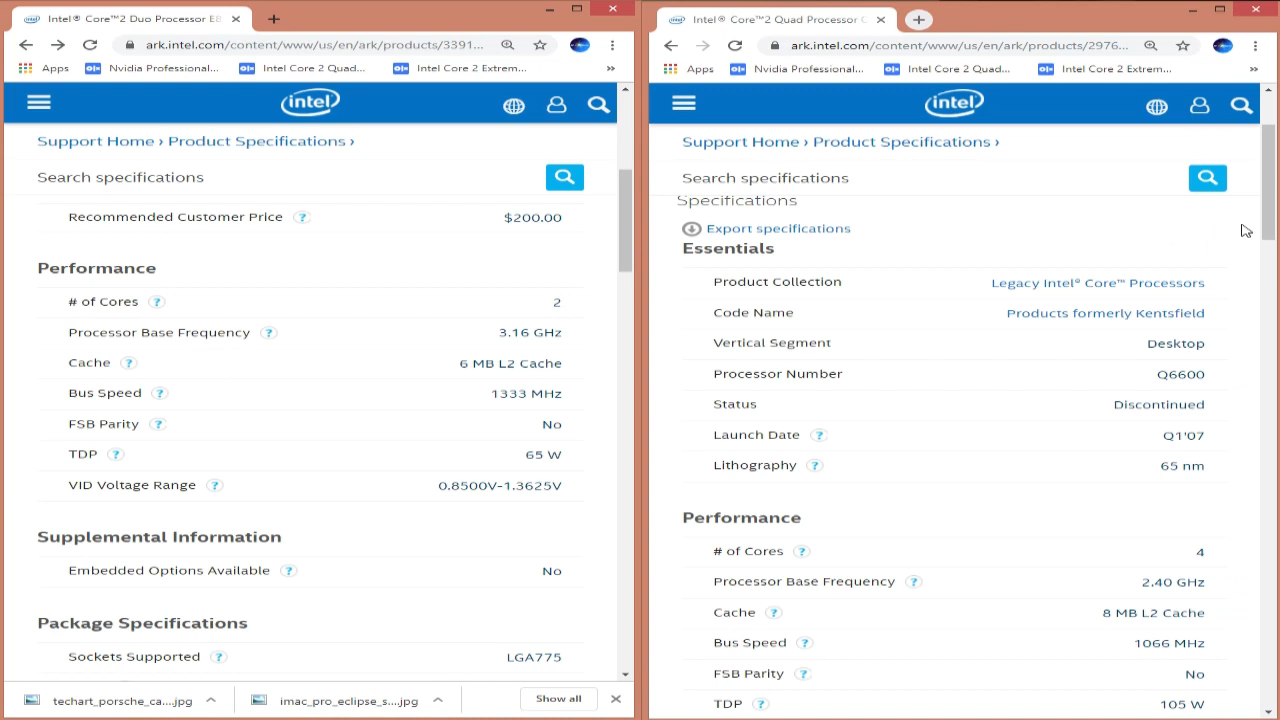 Intel® Core™2 Duo Processor E8
ark.intel.com/content/www/us/en/ark/products/3391...
Apps
Nvidia Professional...
Intel Core 2 Quad...
Intel Core 2 Extrem...
»
intel
Support Home › Product Specifications ›
Search specifications
Recommended Customer Price ? $200.00
Performance
# of Cores ? 2
Processor Base Frequency ? 3.16 GHz
Cache ? 6 MB L2 Cache
Bus Speed ? 1333 MHz
FSB Parity ? No
TDP ? 65 W
VID Voltage Range ? 0.8500V-1.3625V
Supplemental Information
Embedded Options Available ? No
Package Specifications
Sockets Supported ? LGA775
techart_porsche_ca....jpg
imac_pro_eclipse_s....jpg
Show all
Intel® Core™2 Quad Processor
ark.intel.com/content/www/us/en/ark/products/2976...
Apps
Nvidia Professional...
Intel Core 2 Quad...
Intel Core 2 Extrem...
»
intel
Support Home › Product Specifications ›
Search specifications
Specifications
Export specifications
Essentials
Product Collection Legacy Intel® Core™ Processors
Code Name Products formerly Kentsfield
Vertical Segment Desktop
Processor Number Q6600
Status Discontinued
Launch Date ? Q1'07
Lithography ? 65 nm
Performance
# of Cores ? 4
Processor Base Frequency ? 2.40 GHz
Cache ? 8 MB L2 Cache
Bus Speed ? 1066 MHz
FSB Parity ? No
TDP ? 105 W